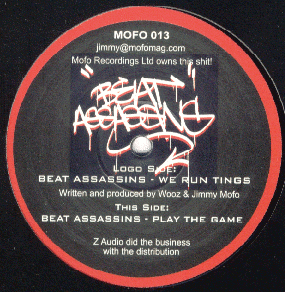 MOFO 013
jimmy@mofomag.com
Mofo Recordings Ltd owns this shit!
"BEAT
ASSASSINS"
LOGO SIDE:
BEAT ASSASSINS - WE RUN TINGS
Written and produced by Wooz & Jimmy Mofo
THIS SIDE:
BEAT ASSASSINS - PLAY THE GAME
Z Audio did the business
with the distribution